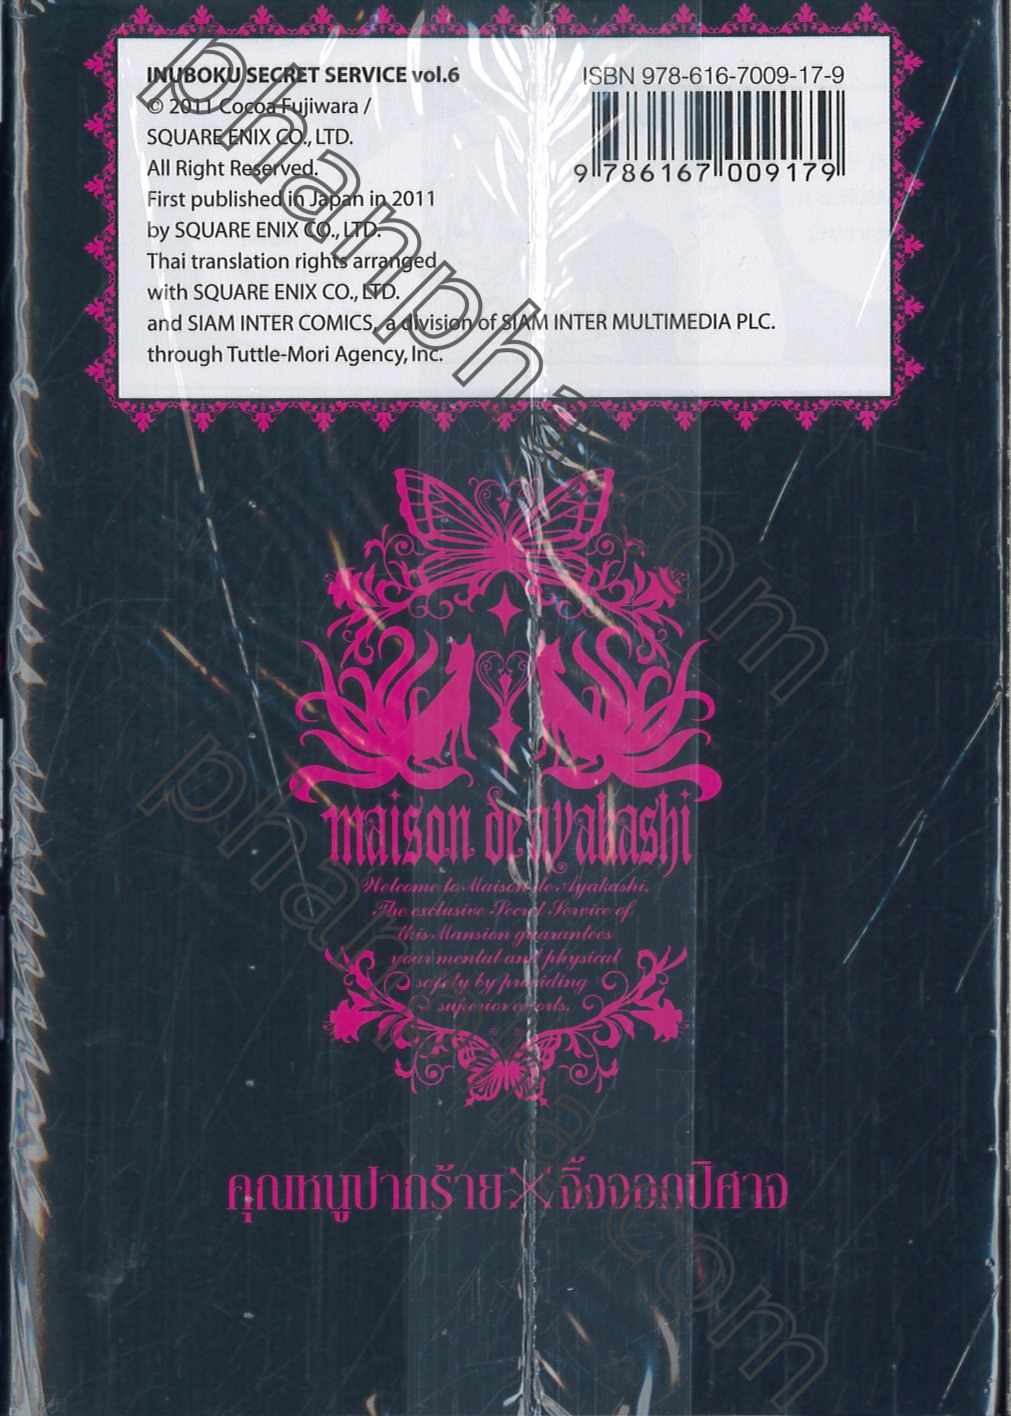 INUBOKU SECRET SERVICE vol.6
© 2011 Cocoa Fujiwara /
SQUARE ENIX CO., LTD.
All Right Reserved.
First published in Japan in 2011
by SQUARE ENIX CO., LTD.
Thai translation rights arranged
with SQUARE ENIX CO., LTD.
and SIAM INTER COMICS, a division of SIAM INTER MULTIMEDIA PLC.
through Tuttle-Mori Agency, Inc.
ISBN 978-616-7009-17-9
9 786167 009179
phanpha.com
maison de ayakashi
Welcome to Maison de Ayakashi.
The exclusive Secret Service of
this Mansion guarantees
your mental and physical
safety by providing
superior escorts.
phanpha.com
คุณหนูปากร้าย×จิ้งจอกปิศาจ